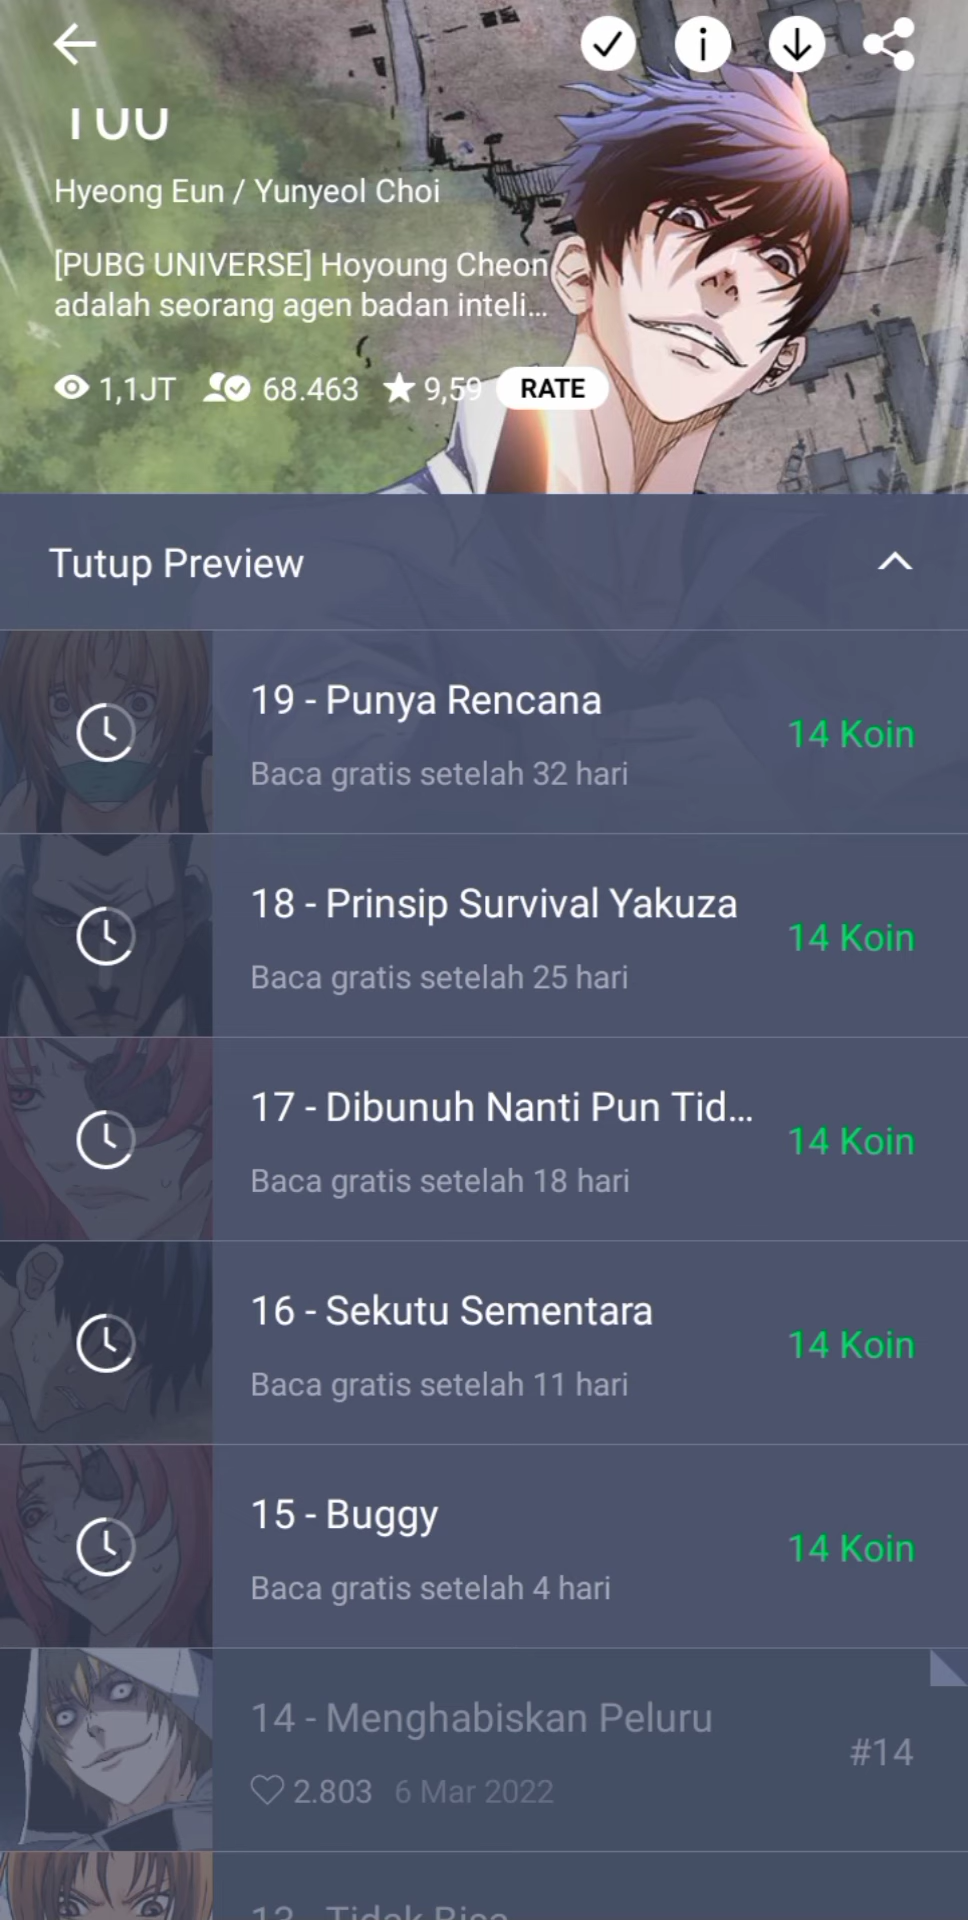 100
Hyeong Eun / Yunyeol Choi
[PUBG UNIVERSE] Hoyoung Cheon
adalah seorang agen badan inteli...
1,1JT 68.463 9,59 RATE
Tutup Preview
19 - Punya Rencana
14 Koin
Baca gratis setelah 32 hari
18 - Prinsip Survival Yakuza
14 Koin
Baca gratis setelah 25 hari
17 - Dibunuh Nanti Pun Tid...
14 Koin
Baca gratis setelah 18 hari
16 - Sekutu Sementara
14 Koin
Baca gratis setelah 11 hari
15 - Buggy
14 Koin
Baca gratis setelah 4 hari
14 - Menghabiskan Peluru
#14
2.803 6 Mar 2022
13 - Tidak Bisa